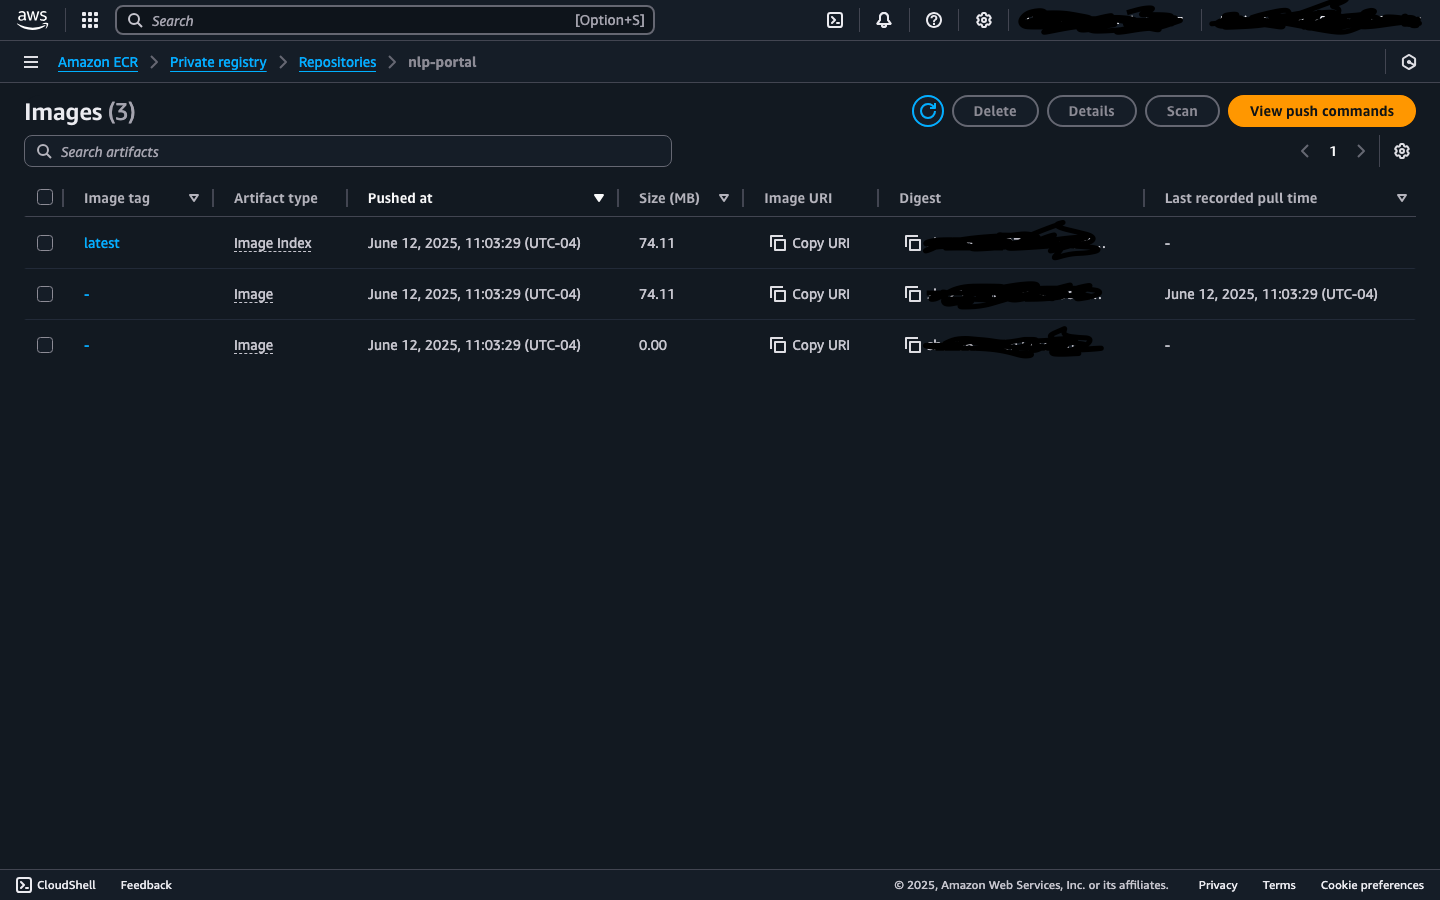 aws
Search [Option+S]
Amazon ECR Private registry Repositories nlp-portal
Images (3) Delete Details Scan View push commands
Search artifacts 1
Image tag Artifact type Pushed at Size (MB) Image URI Digest Last recorded pull time
latest Image Index June 12, 2025, 11:03:29 (UTC-04) 74.11 Copy URI -
- Image June 12, 2025, 11:03:29 (UTC-04) 74.11 Copy URI June 12, 2025, 11:03:29 (UTC-04)
- Image June 12, 2025, 11:03:29 (UTC-04) 0.00 Copy URI -
CloudShell Feedback © 2025, Amazon Web Services, Inc. or its affiliates. Privacy Terms Cookie preferences